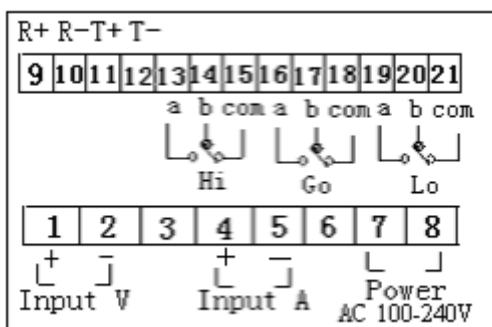 R+ R-T+ T-
9 10 11 12 13 14 15 16 17 18 19 20 21
a b com a b com a b com
Hi Go Lo
1 2 3 4 5 6 7 8
+ - + -
Input V Input A Power
AC 100-240V